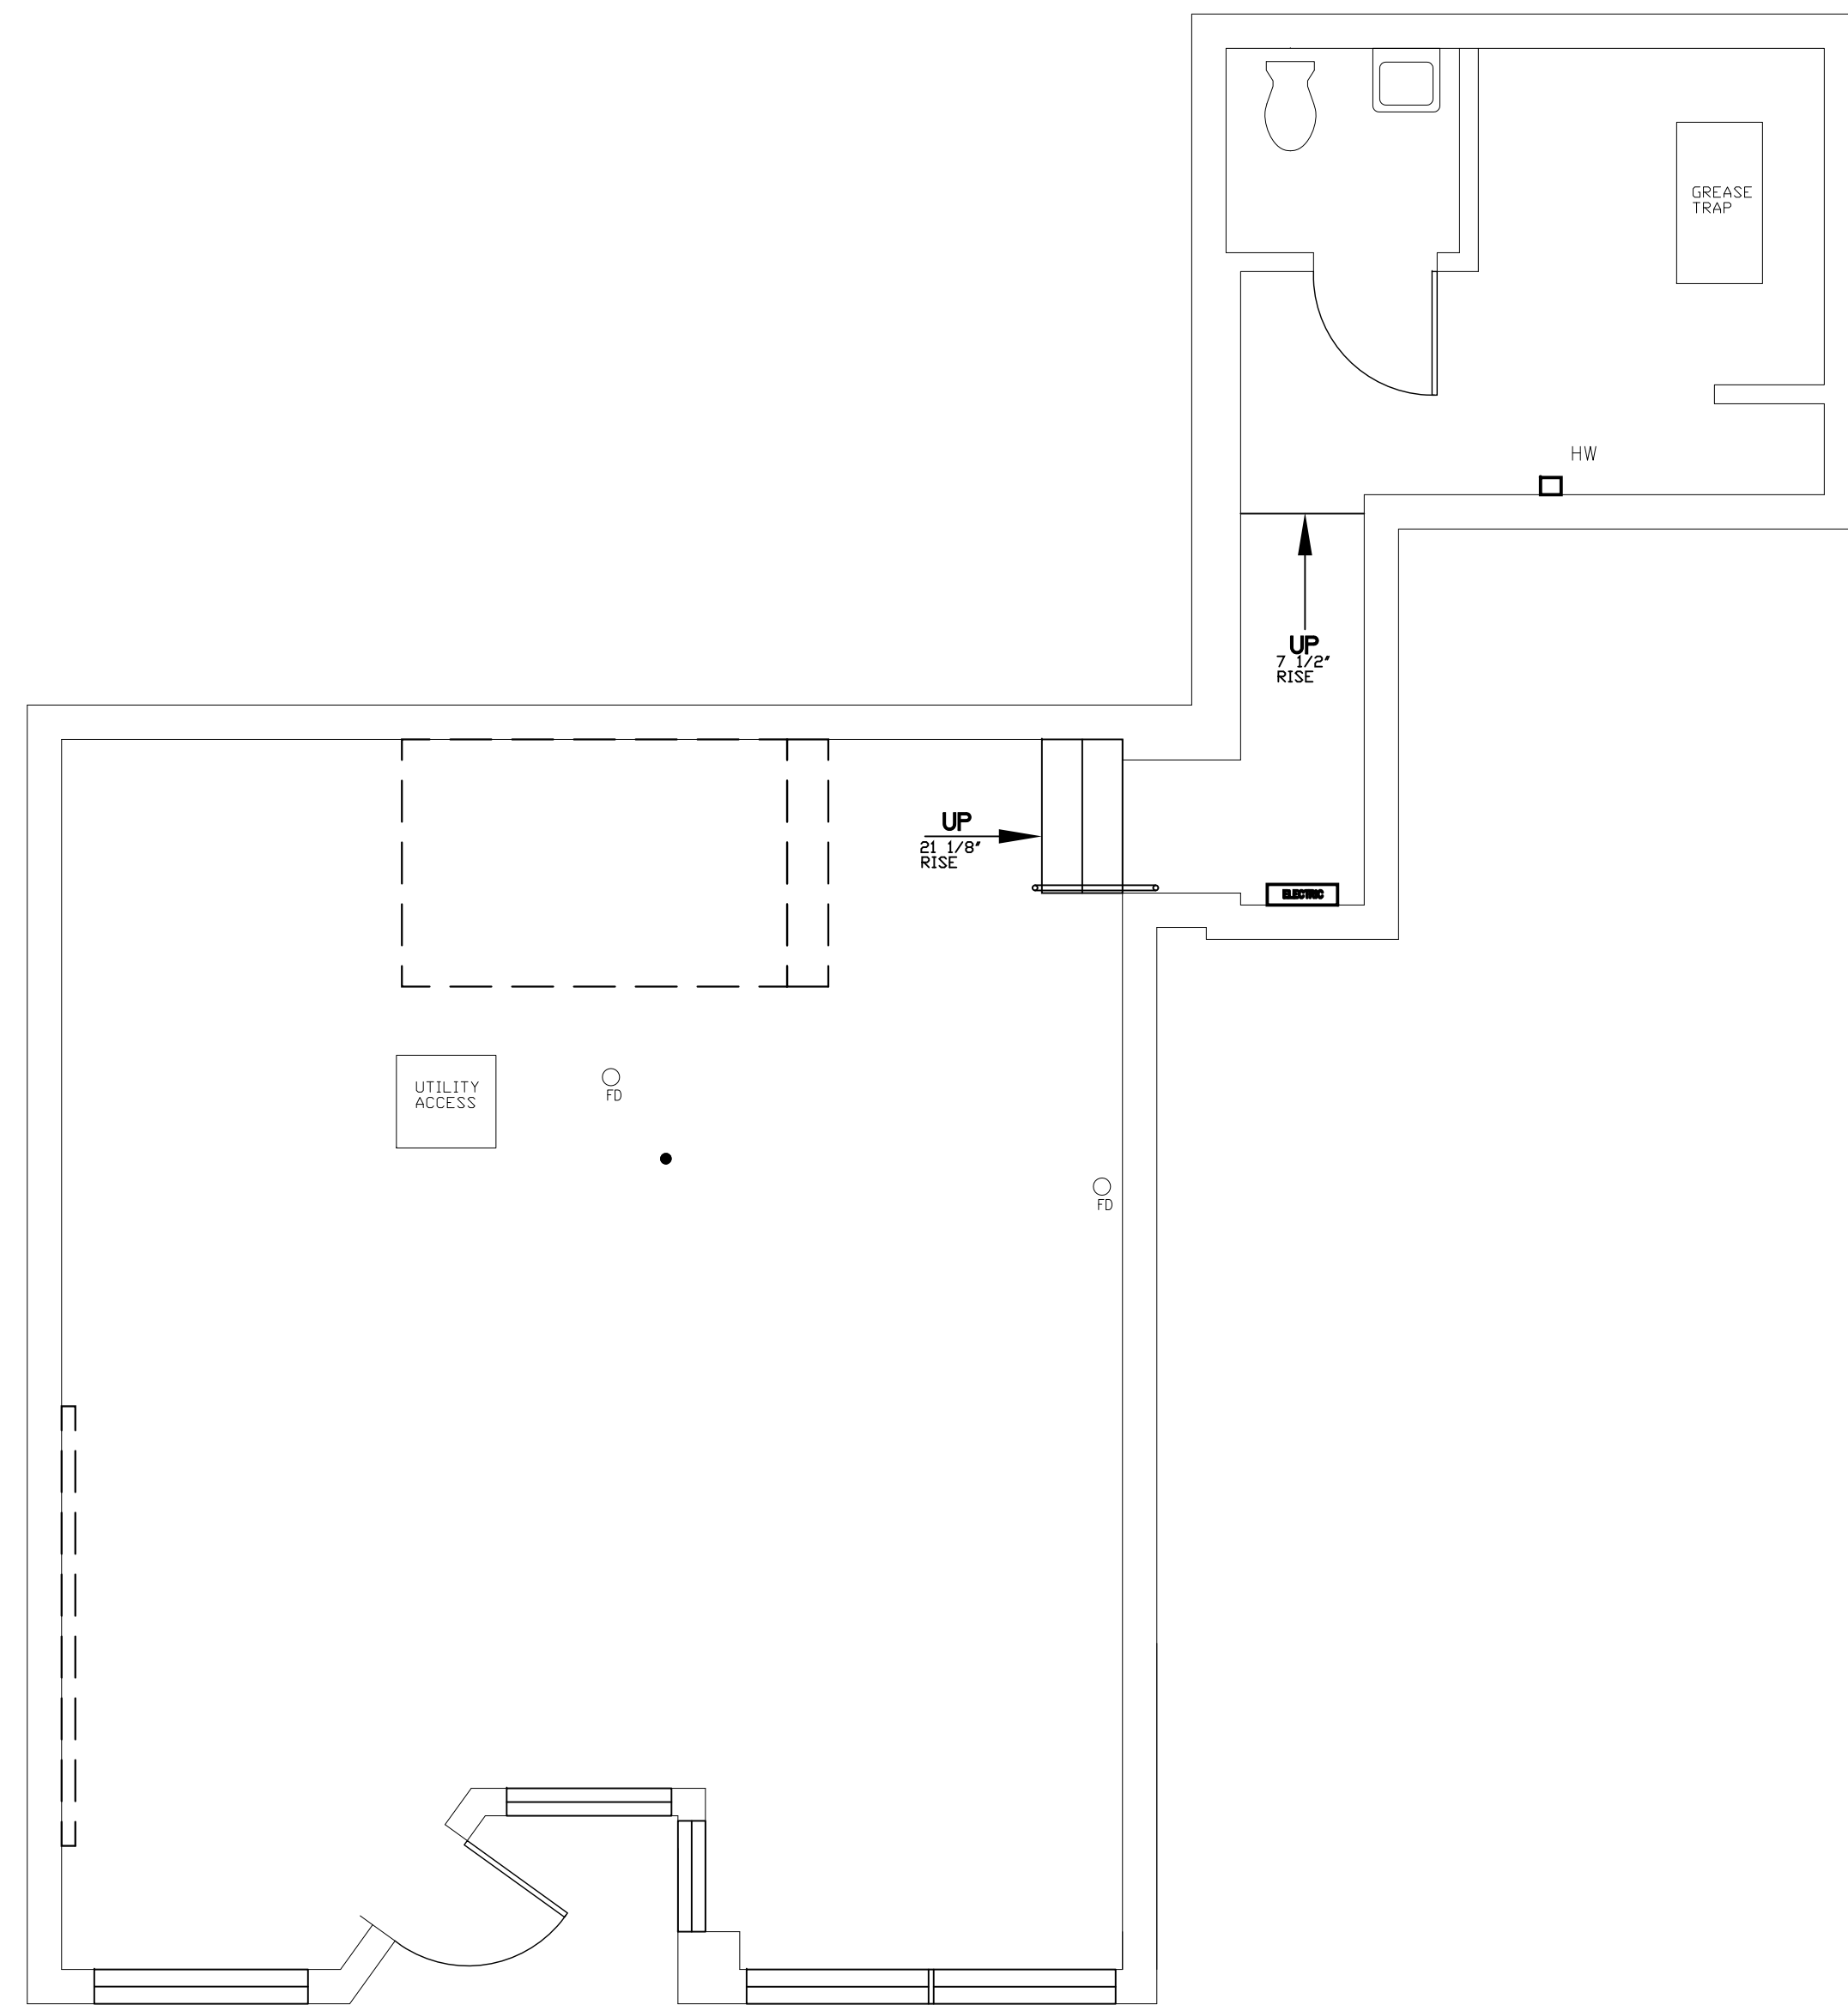 GREASE
TRAP
HW
UP
7 1/2"
RISE
UP
21 1/8"
RISE
ELECTRIC
UTILITY
ACCESS
FD
FD